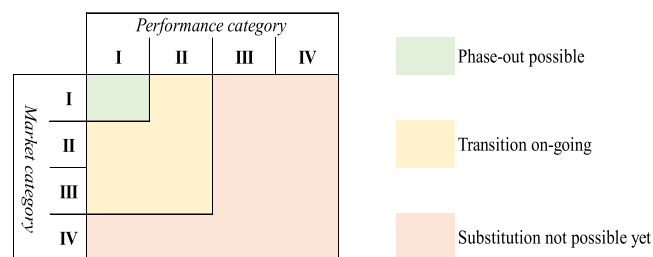 Performance category
I II III IV
Market category
I
II
III
IV
Phase-out possible
Transition on-going
Substitution not possible yet